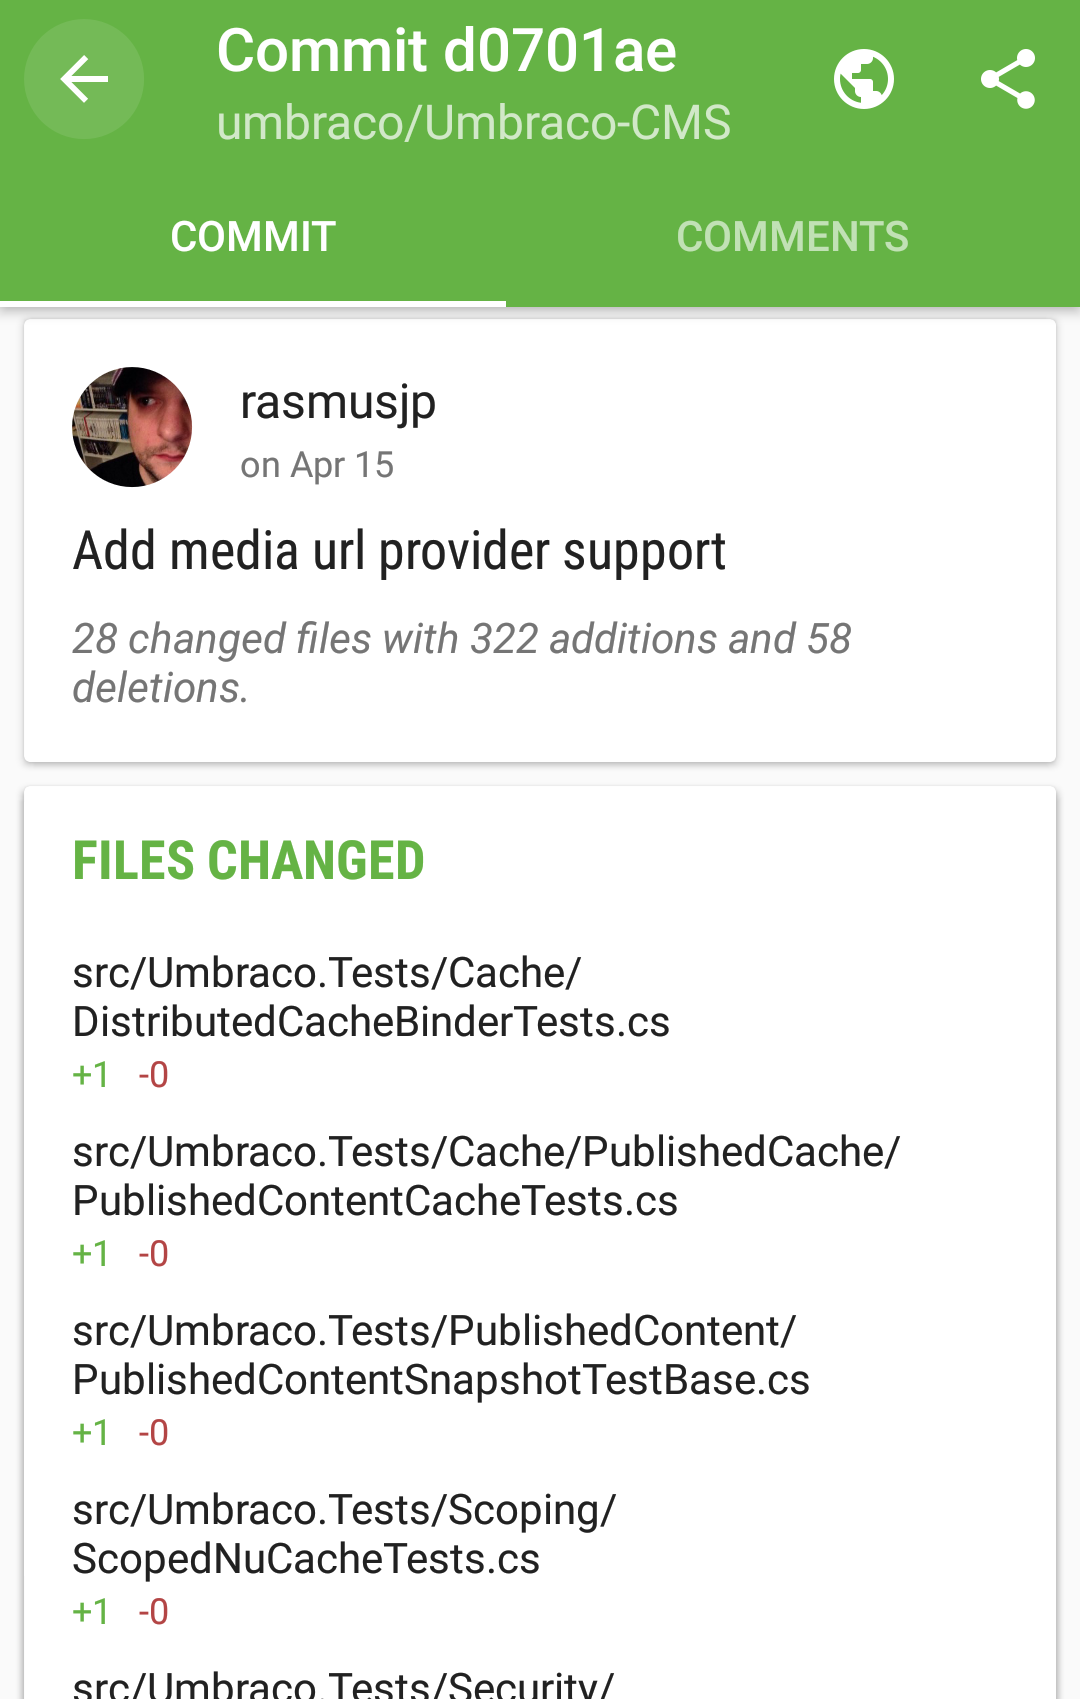 Commit d0701ae
umbraco/Umbraco-CMS
COMMIT
COMMENTS
rasmusjp
on Apr 15
Add media url provider support
28 changed files with 322 additions and 58
deletions.
FILES CHANGED
src/Umbraco.Tests/Cache/
DistributedCacheBinderTests.cs
+1 -0
src/Umbraco.Tests/Cache/PublishedCache/
PublishedContentCacheTests.cs
+1 -0
src/Umbraco.Tests/PublishedContent/
PublishedContentSnapshotTestBase.cs
+1 -0
src/Umbraco.Tests/Scoping/
ScopedNuCacheTests.cs
+1 -0
src/Umbraco.Tests/Security/